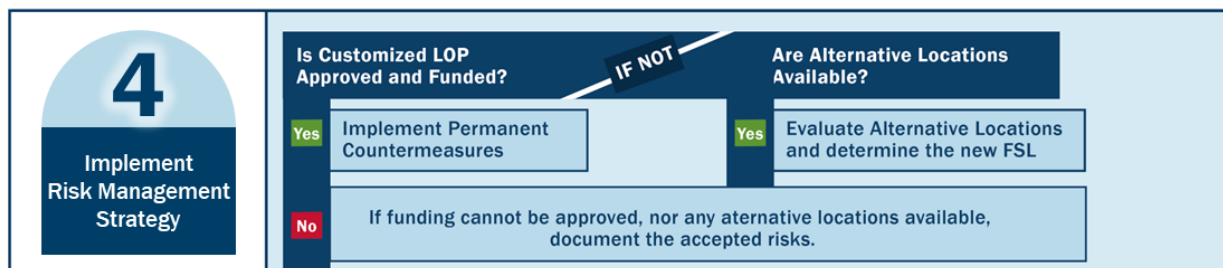 4
Implement
Risk Management
Strategy
Is Customized LOP
Approved and Funded?
IF NOT
Are Alternative Locations
Available?
Yes
Implement Permanent
Countermeasures
Yes
Evaluate Alternative Locations
and determine the new FSL
No
If funding cannot be approved, nor any aternative locations available,
document the accepted risks.